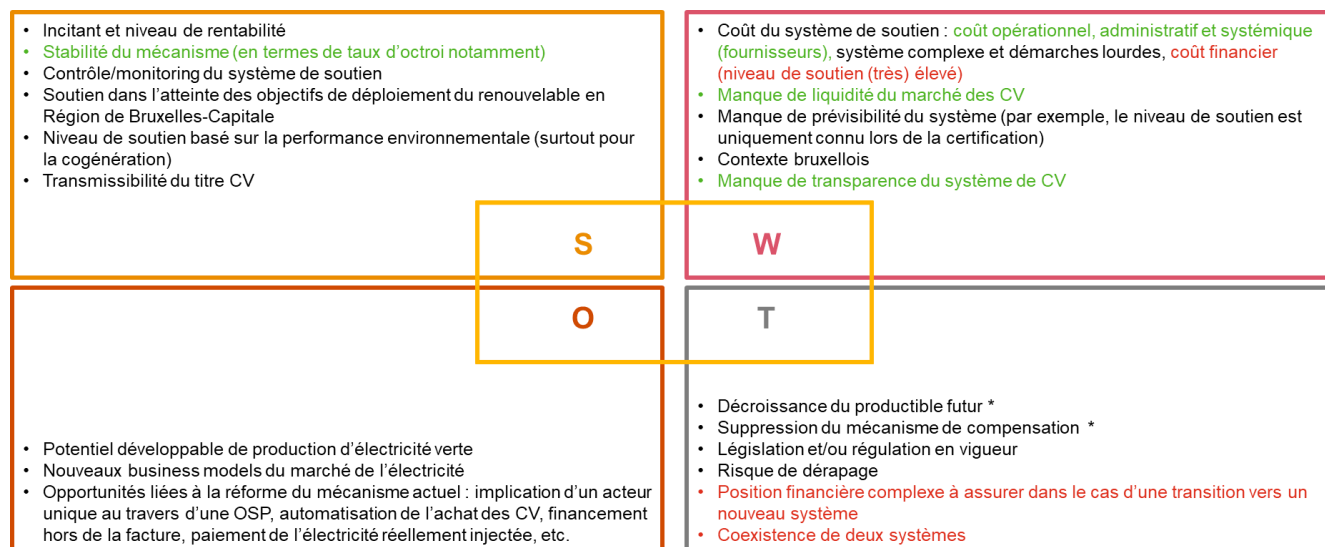 • Incitant et niveau de rentabilité
• Stabilité du mécanisme (en termes de taux d'octroi notamment)
• Contrôle/monitoring du système de soutien
• Soutien dans l'atteinte des objectifs de déploiement du renouvelable en
Région de Bruxelles-Capitale
• Niveau de soutien basé sur la performance environnementale (surtout pour
la cogénération)
• Transmissibilité du titre CV
• Coût du système de soutien : coût opérationnel, administratif et systémique
(fournisseurs), système complexe et démarches lourdes, coût financier
(niveau de soutien (très) élevé)
• Manque de liquidité du marché des CV
• Manque de prévisibilité du système (par exemple, le niveau de soutien est
uniquement connu lors de la certification)
• Contexte bruxellois
• Manque de transparence du système de CV
S
W
O
T
• Potentiel développable de production d'électricité verte
• Nouveaux business models du marché de l'électricité
• Opportunités liées à la réforme du mécanisme actuel : implication d'un acteur
unique au travers d'une OSP, automatisation de l'achat des CV, financement
hors de la facture, paiement de l'électricité réellement injectée, etc.
• Décroissance du productible futur *
• Suppression du mécanisme de compensation *
• Législation et/ou régulation en vigueur
• Risque de dérapage
• Position financière complexe à assurer dans le cas d'une transition vers un
nouveau système
• Coexistence de deux systèmes